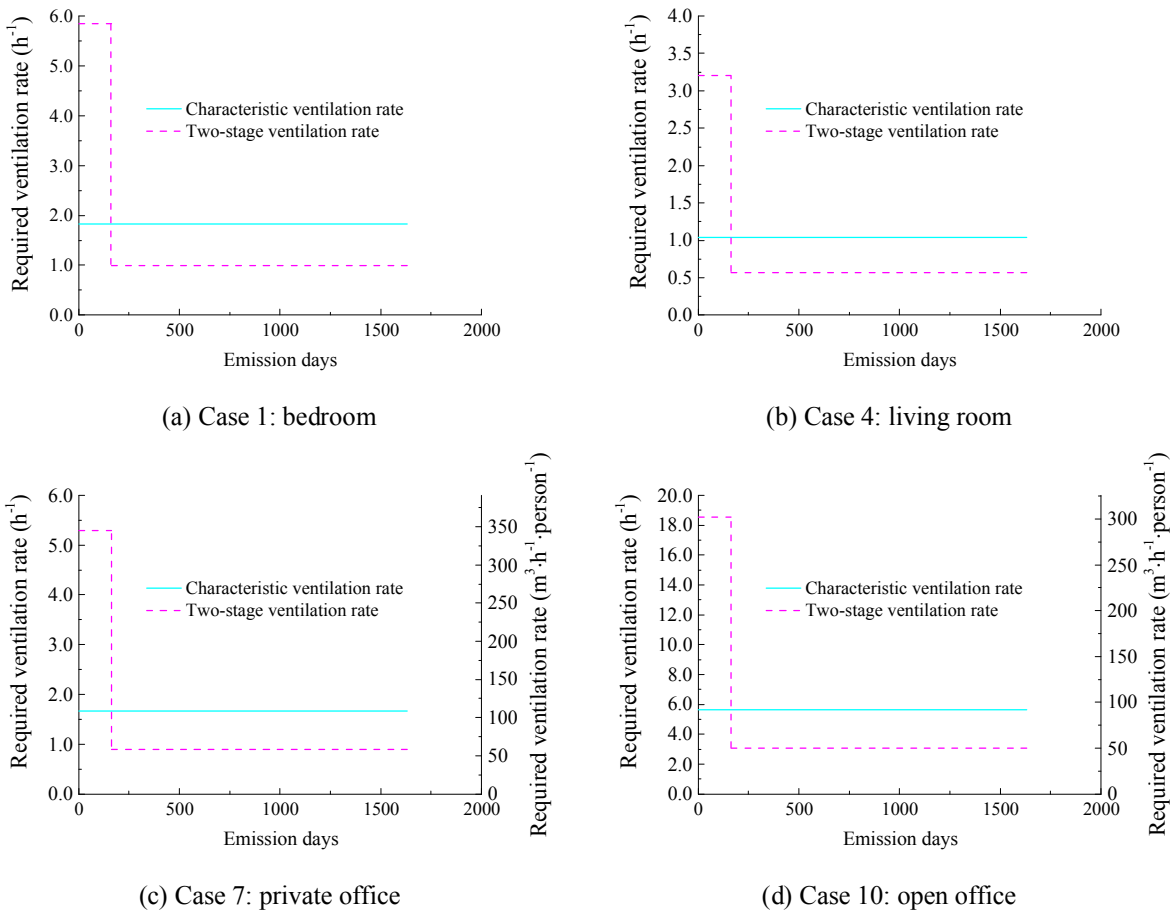 Required ventilation rate (h⁻¹)
6.0
5.0
4.0
3.0
2.0
1.0
0.0
Characteristic ventilation rate
Two-stage ventilation rate
0 500 1000 1500 2000
Emission days
(a) Case 1: bedroom
Required ventilation rate (h⁻¹)
4.0
3.5
3.0
2.5
2.0
1.5
1.0
0.5
0.0
Characteristic ventilation rate
Two-stage ventilation rate
0 500 1000 1500 2000
Emission days
(b) Case 4: living room
Required ventilation rate (h⁻¹)
6.0
5.0
4.0
3.0
2.0
1.0
0.0
Characteristic ventilation rate
Two-stage ventilation rate
350
300
250
200
150
100
50
0
Required ventilation rate (m³·h⁻¹·person⁻¹)
0 500 1000 1500 2000
Emission days
(c) Case 7: private office
Required ventilation rate (h⁻¹)
20.0
18.0
16.0
14.0
12.0
10.0
8.0
6.0
4.0
2.0
0.0
Characteristic ventilation rate
Two-stage ventilation rate
300
250
200
150
100
50
0
Required ventilation rate (m³·h⁻¹·person⁻¹)
0 500 1000 1500 2000
Emission days
(d) Case 10: open office